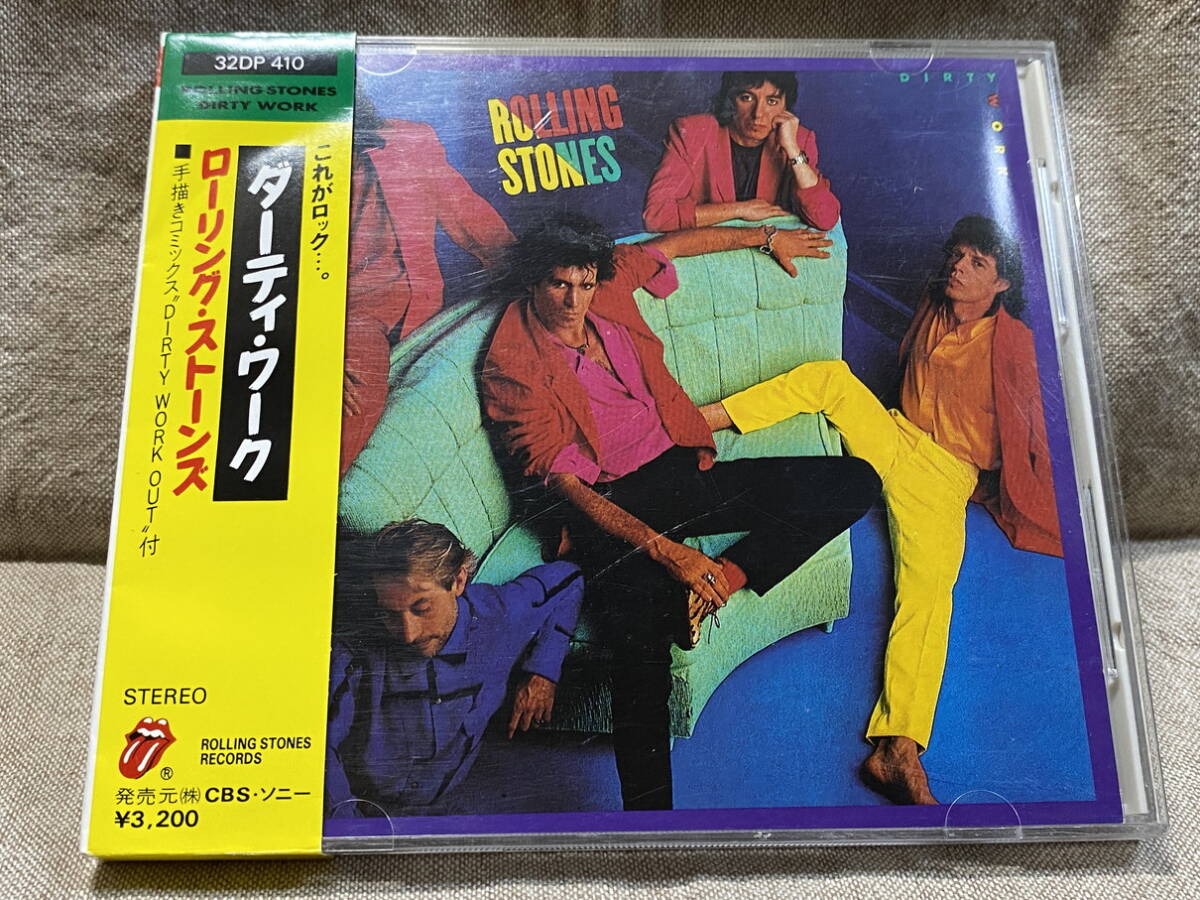 32DP 410
ROLLING STONES
DIRTY WORK
これがロック…。
ダーティ・ワーク
ローリング・ストーンズ
■手描きコミックス"DIRTY WORK OUT"付
STEREO
®
ROLLING STONES
RECORDS
発売元㈱CBS・ソニー
¥3,200
ROLLING
STONES
DIRTY
WORK